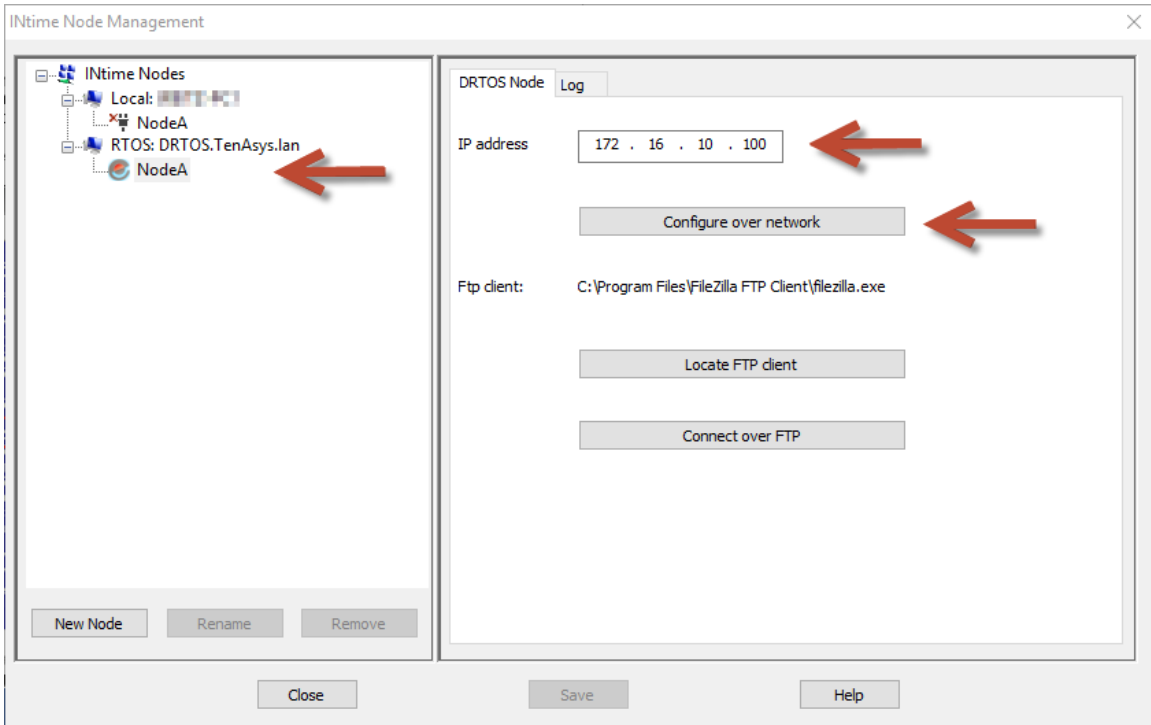 INtime Node Management
INtime Nodes
Local:
NodeA
RTOS: DRTOS.TenAsys.lan
NodeA
New Node
Rename
Remove
DRTOS Node
Log
IP address
172 . 16 . 10 . 100
Configure over network
Ftp client:
C:\Program Files\FileZilla FTP Client\filezilla.exe
Locate FTP client
Connect over FTP
Close
Save
Help